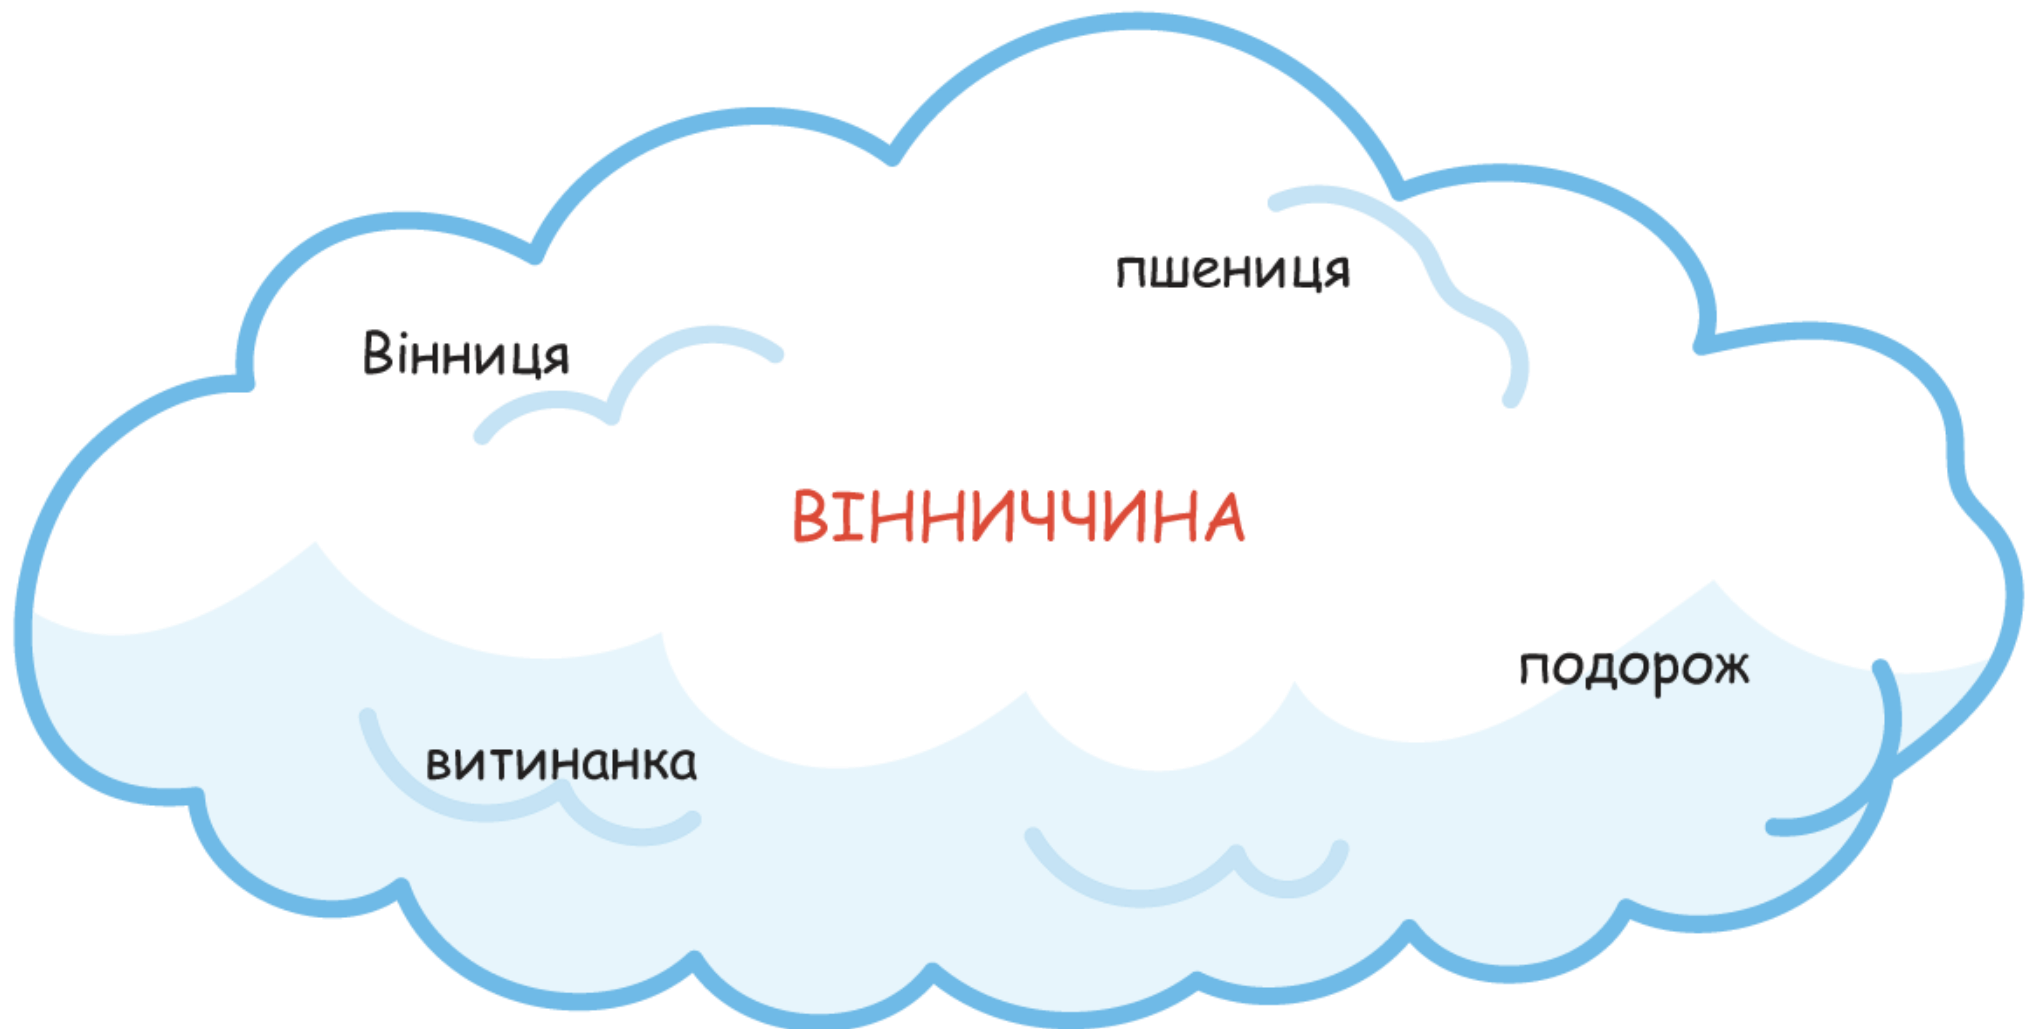 пшениця
Вінниця
ВІННИЧЧИНА
подорож
витинанка